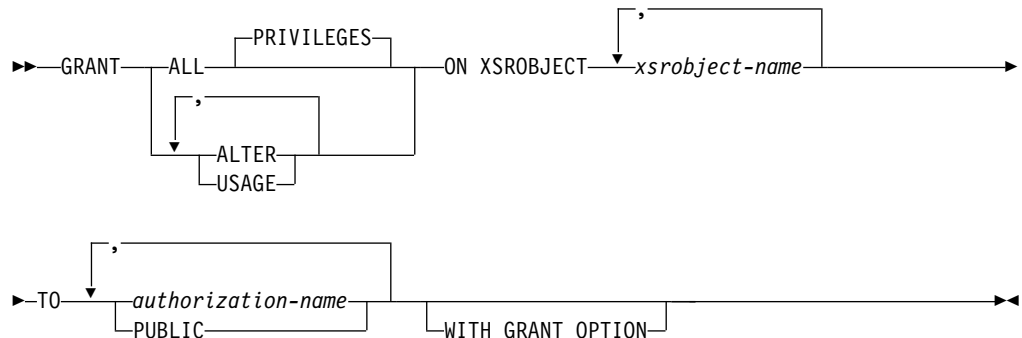 ,
PRIVILEGES
GRANT ALL ON XSROBJECT xsrobject-name
,
ALTER
USAGE
,
TO authorization-name
PUBLIC WITH GRANT OPTION